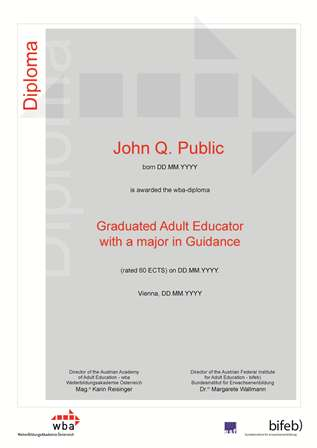 Diploma
John Q. Public
born DD.MM.YYYY
is awarded the wba-diploma
Graduated Adult Educator
with a major in Guidance
(rated 60 ECTS) on DD.MM.YYYY.
Vienna, DD.MM.YYYY
Director of the Austrian Academy
of Adult Education - wba
Weiterbildungsakademie Österreich
Mag.ª Karin Reisinger
Director of the Austrian Federal Institute
for Adult Education - bifeb)
Bundesinstitut für Erwachsenenbildung
Dr.ⁱⁿ Margarete Wallmann
wba
WeiterBildungsAkademie Österreich
bifeb)